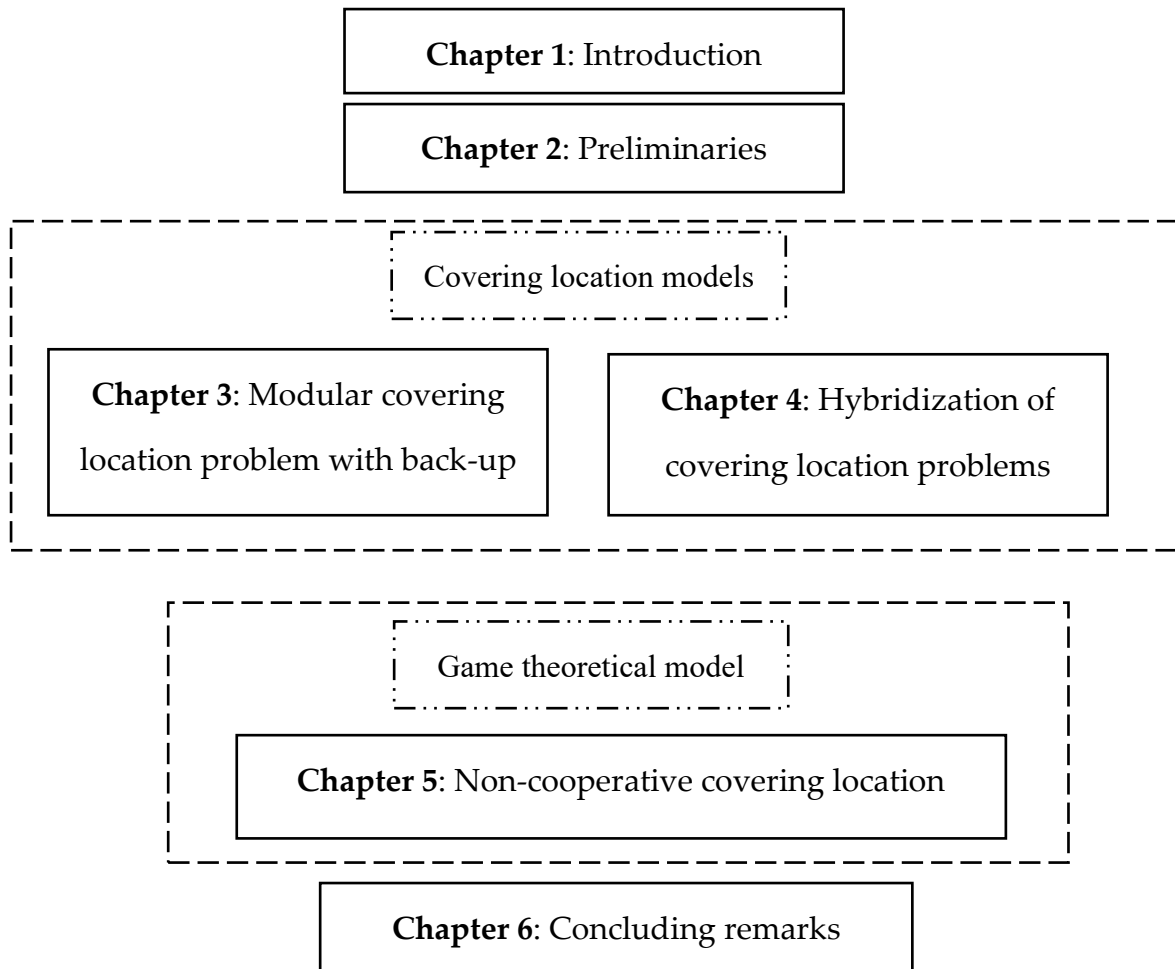 Chapter 1: Introduction
Chapter 2: Preliminaries
Covering location models
Chapter 3: Modular covering
location problem with back-up
Chapter 4: Hybridization of
covering location problems
Game theoretical model
Chapter 5: Non-cooperative covering location
Chapter 6: Concluding remarks